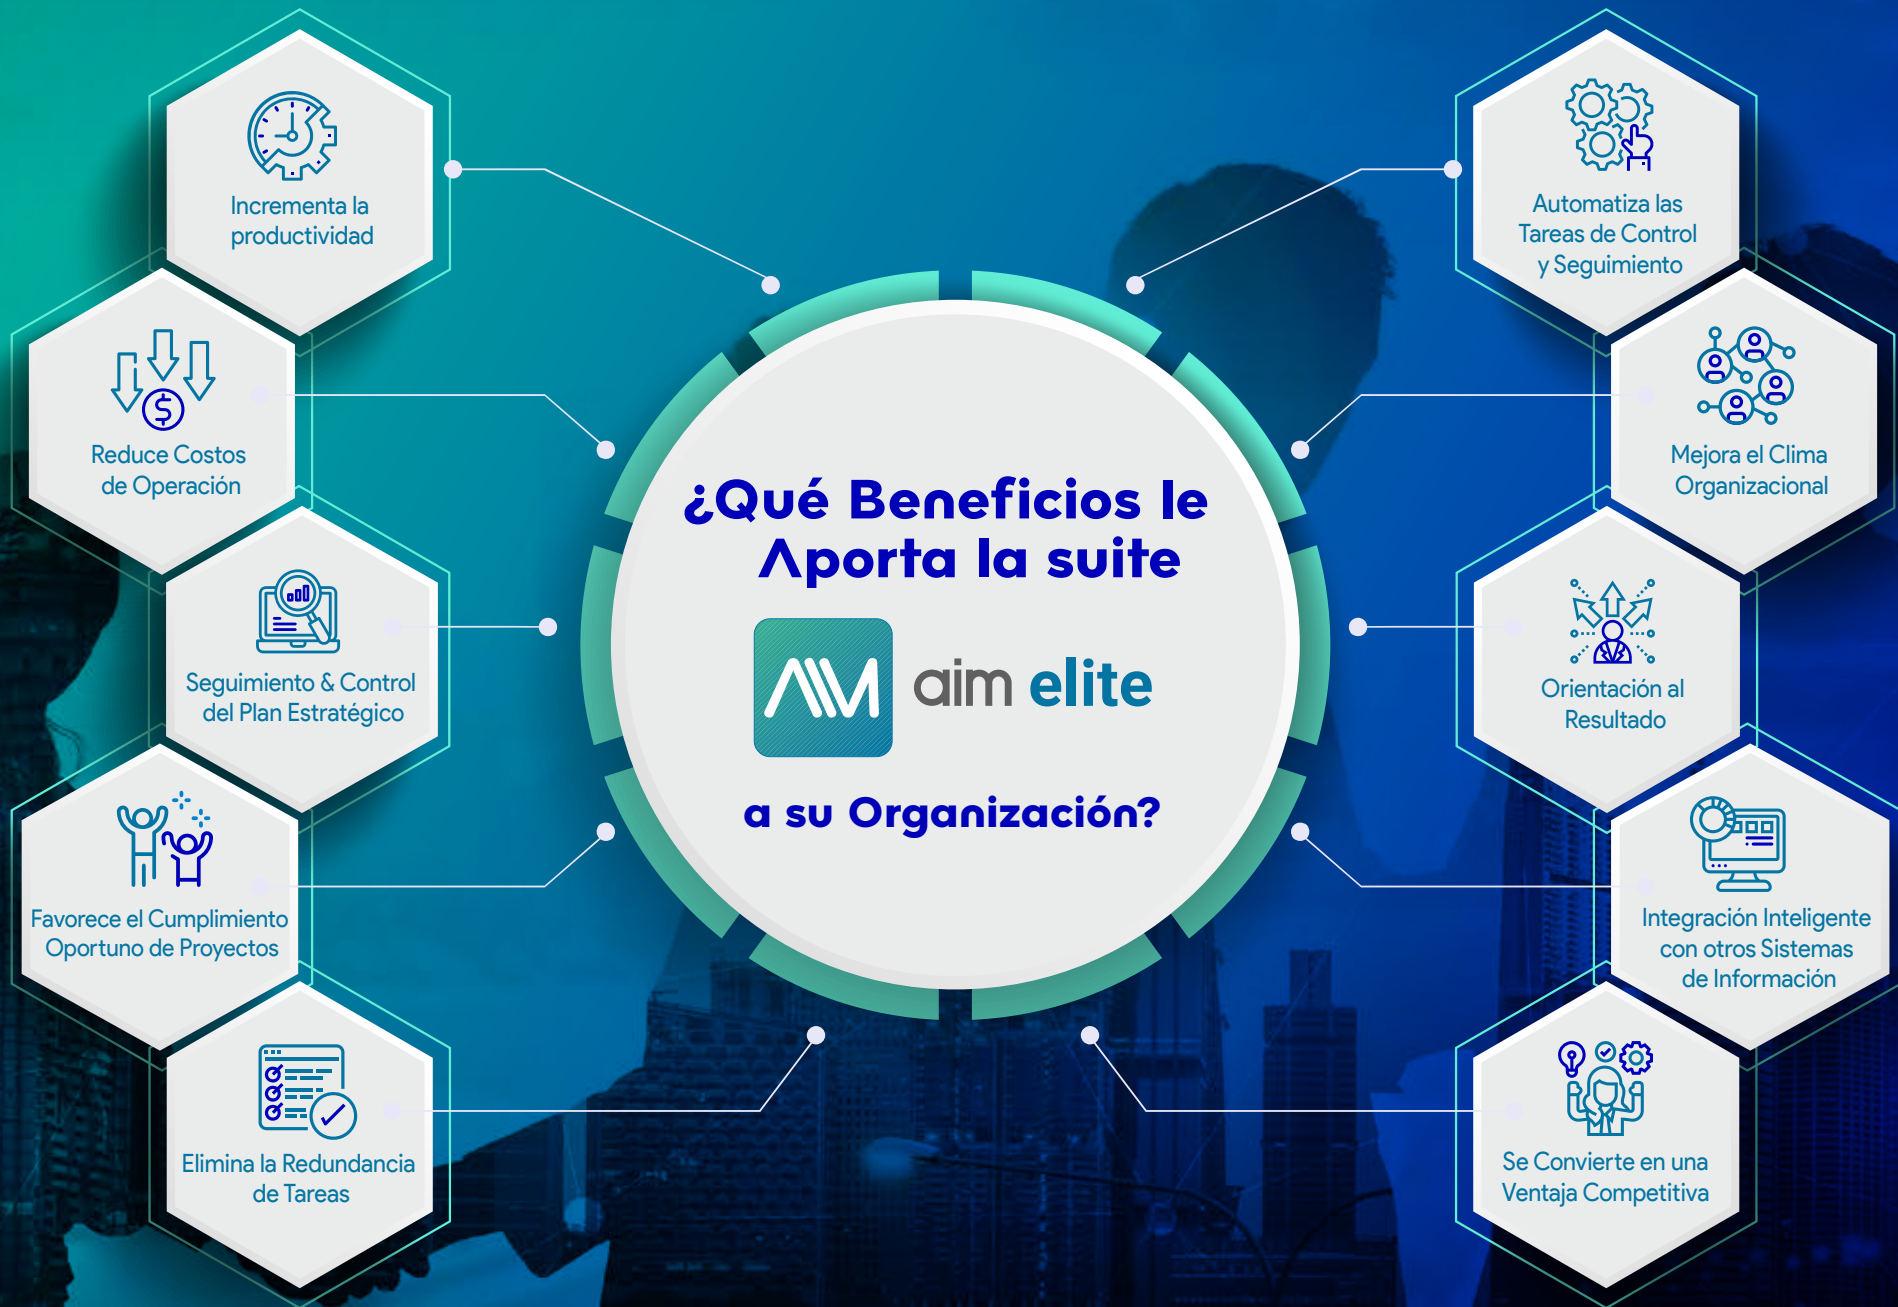 Incrementa la
productividad
Reduce Costos
de Operación
Seguimiento & Control
del Plan Estratégico
Favorece el Cumplimiento
Oportuno de Proyectos
Elimina la Redundancia
de Tareas
¿Qué Beneficios le
Aporta la suite
AIM aim elite
a su Organización?
Automatiza las
Tareas de Control
y Seguimiento
Mejora el Clima
Organizacional
Orientación al
Resultado
Integración Inteligente
con otros Sistemas
de Información
Se Convierte en una
Ventaja Competitiva